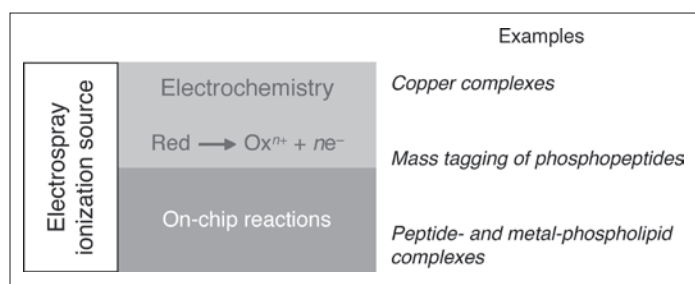 Examples
Electrospray
ionization source
Electrochemistry
Red ⟶ Oxⁿ⁺ + ne⁻
On-chip reactions
Copper complexes
Mass tagging of phosphopeptides
Peptide- and metal-phospholipid
complexes